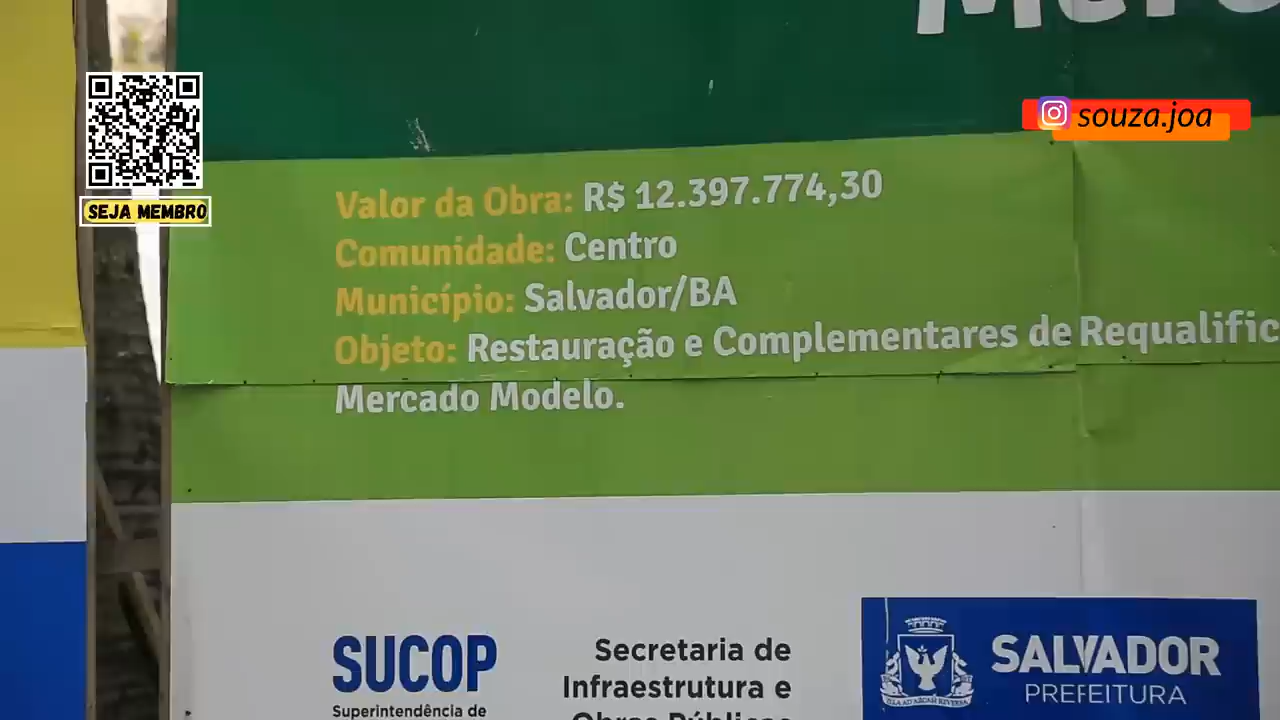 souza.joa
SEJA MEMBRO
Valor da Obra: R$ 12.397.774,30
Comunidade: Centro
Município: Salvador/BA
Objeto: Restauração e Complementares de Requalific
Mercado Modelo.
SUCOP
Superintendência de
Secretaria de
Infraestrutura e
Obras Públicas
SALVADOR
PREFEITURA